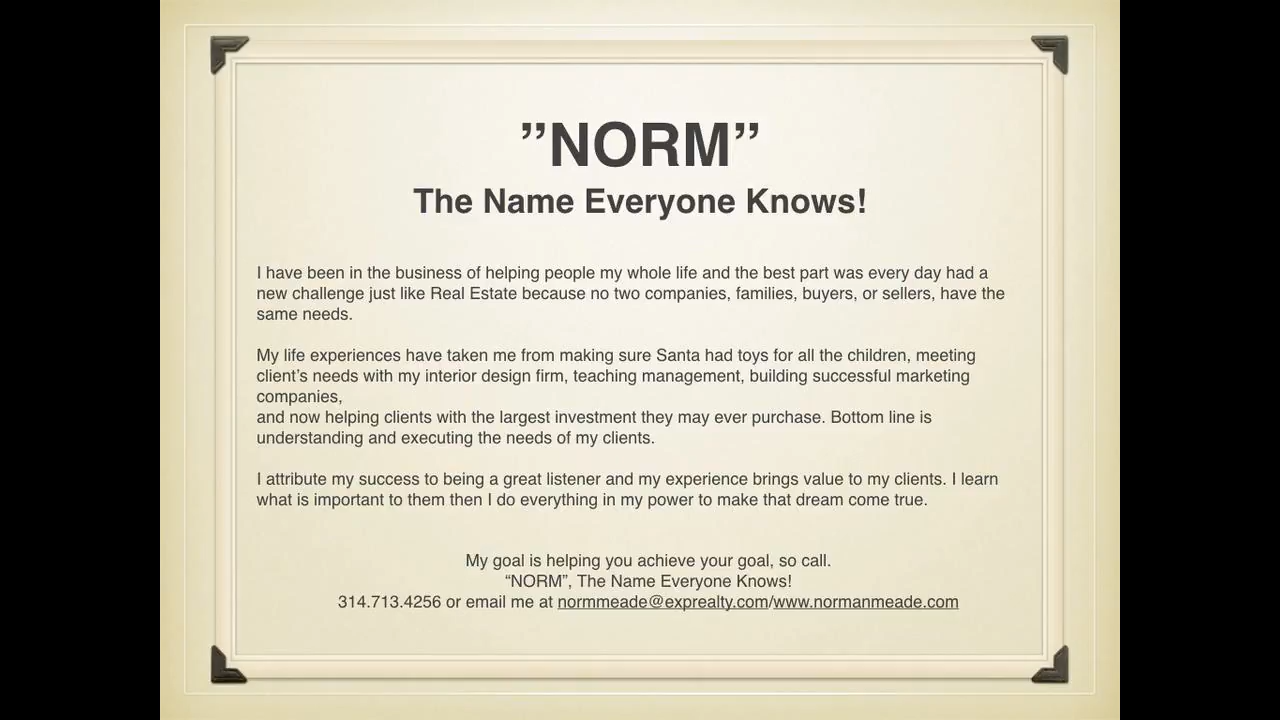 ”NORM”
The Name Everyone Knows!
I have been in the business of helping people my whole life and the best part was every day had a
new challenge just like Real Estate because no two companies, families, buyers, or sellers, have the
same needs.
My life experiences have taken me from making sure Santa had toys for all the children, meeting
client’s needs with my interior design firm, teaching management, building successful marketing
companies,
and now helping clients with the largest investment they may ever purchase. Bottom line is
understanding and executing the needs of my clients.
I attribute my success to being a great listener and my experience brings value to my clients. I learn
what is important to them then I do everything in my power to make that dream come true.
My goal is helping you achieve your goal, so call.
“NORM”, The Name Everyone Knows!
314.713.4256 or email me at normmeade@exprealty.com/www.normanmeade.com